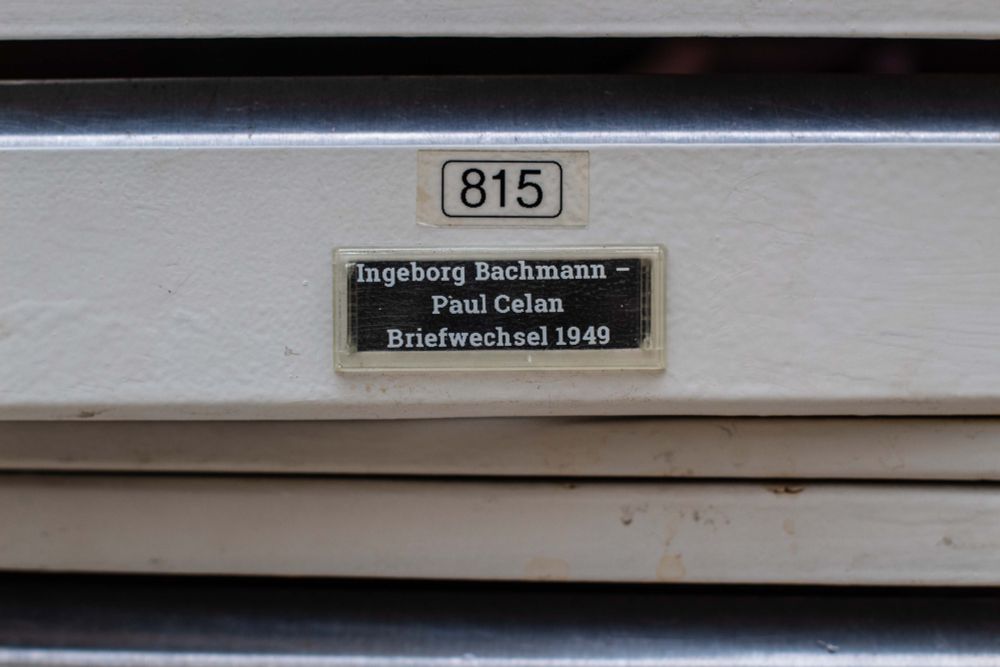 815
Ingeborg Bachmann –
Paul Celan
Briefwechsel 1949